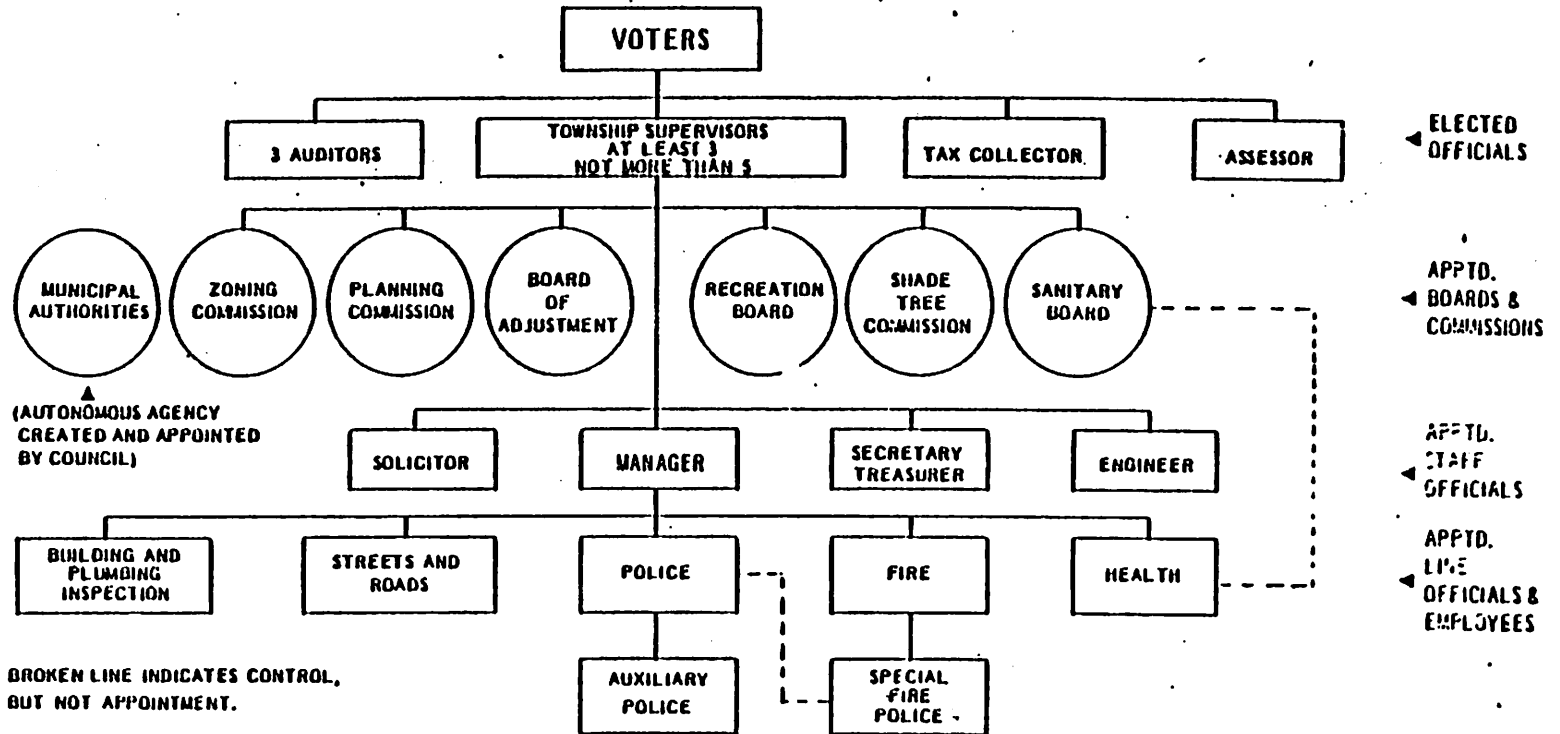 VOTERS
3 AUDITORS
TOWNSHIP SUPERVISORS
AT LEAST 3
NOT MORE THAN 5
TAX COLLECTOR
ASSESSOR
ELECTED
OFFICIALS
MUNICIPAL
AUTHORITIES
ZONING
COMMISSION
PLANNING
COMMISSION
BOARD
OF
ADJUSTMENT
RECREATION
BOARD
SHADE
TREE
COMMISSION
SANITARY
BOARD
APPTD.
BOARDS &
COMMISSIONS
(AUTONOMOUS AGENCY
CREATED AND APPOINTED
BY COUNCIL)
SOLICITOR
MANAGER
SECRETARY
TREASURER
ENGINEER
APPTD.
STAFF
OFFICIALS
BUILDING AND
PLUMBING
INSPECTION
STREETS AND
ROADS
POLICE
FIRE
HEALTH
APPTD.
LINE
OFFICIALS &
EMPLOYEES
BROKEN LINE INDICATES CONTROL,
BUT NOT APPOINTMENT.
AUXILIARY
POLICE
SPECIAL
FIRE
POLICE